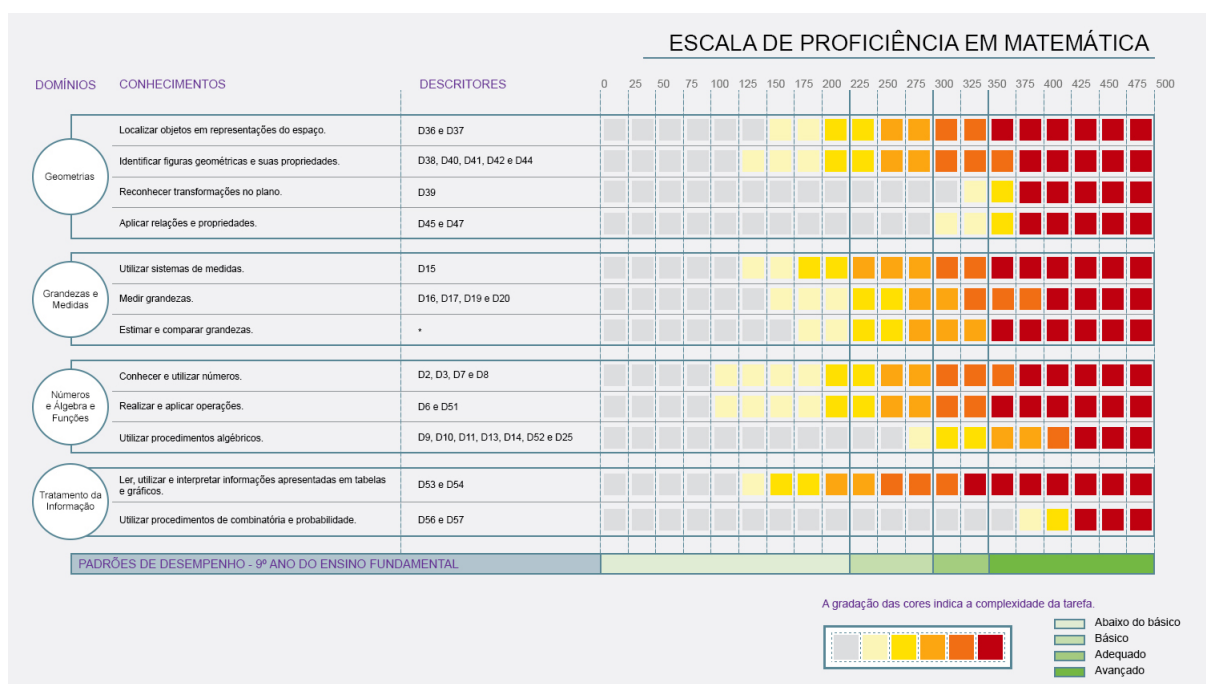 ESCALA DE PROFICIÊNCIA EM MATEMÁTICA
DOMÍNIOS CONHECIMENTOS DESCRITORES 0 25 50 75 100 125 150 175 200 225 250 275 300 325 350 375 400 425 450 475 500
Geometrias
Localizar objetos em representações do espaço. D36 e D37
Identificar figuras geométricas e suas propriedades. D38, D40, D41, D42 e D44
Reconhecer transformações no plano. D39
Aplicar relações e propriedades. D45 e D47
Grandezas e
Medidas
Utilizar sistemas de medidas. D15
Medir grandezas. D16, D17, D19 e D20
Estimar e comparar grandezas. *
Números
e Álgebra e
Funções
Conhecer e utilizar números. D2, D3, D7 e D8
Realizar e aplicar operações. D6 e D51
Utilizar procedimentos algébricos. D9, D10, D11, D13, D14, D52 e D25
Tratamento da
Informação
Ler, utilizar e interpretar informações apresentadas em tabelas
e gráficos. D53 e D54
Utilizar procedimentos de combinatória e probabilidade. D56 e D57
PADRÕES DE DESEMPENHO - 9º ANO DO ENSINO FUNDAMENTAL
A gradação das cores indica a complexidade da tarefa.
Abaixo do básico
Básico
Adequado
Avançado